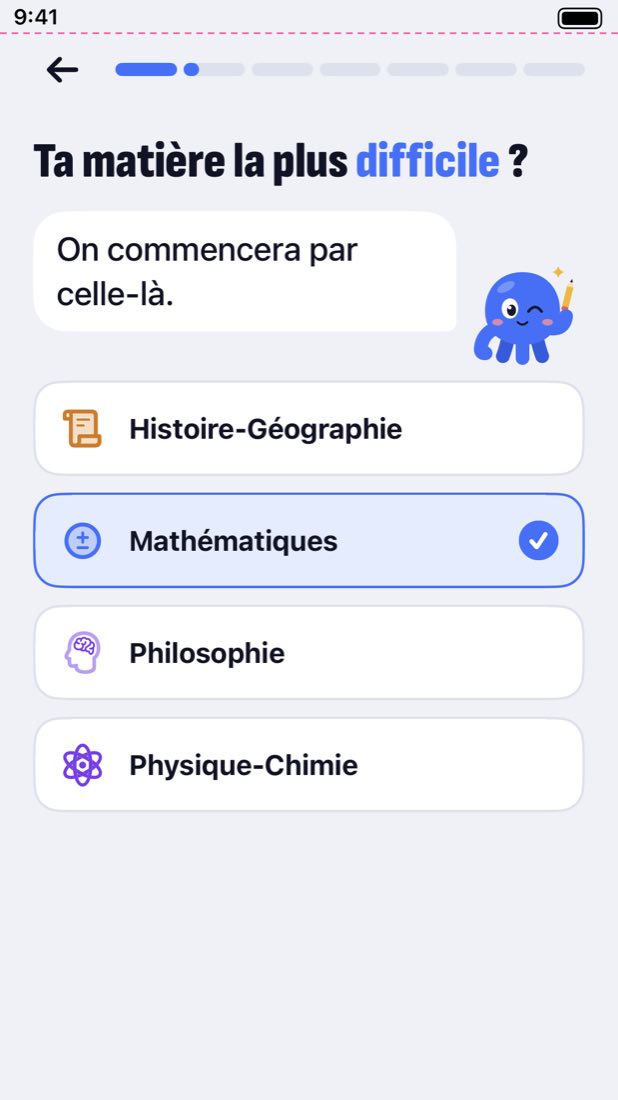 9:41
Ta matière la plus difficile ?
On commencera par
celle-là.
Histoire-Géographie
Mathématiques
Philosophie
Physique-Chimie